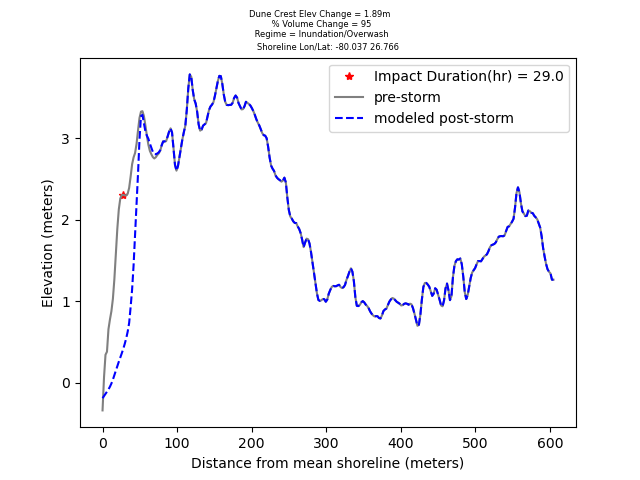 Dune Crest Elev Change = 1.89m
% Volume Change = 95
Regime = Inundation/Overwash
Shoreline Lon/Lat: -80.037 26.766
Impact Duration(hr) = 29.0
pre-storm
modeled post-storm
Elevation (meters)
3
2
1
0
0 100 200 300 400 500 600
Distance from mean shoreline (meters)